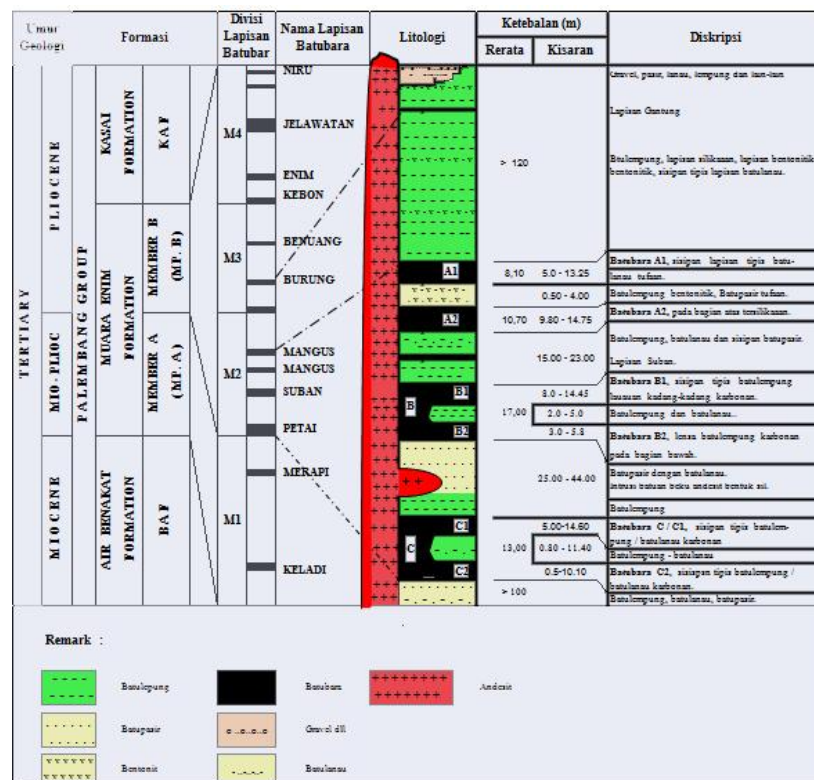 Umur Geologi
Formasi
Divisi Lapisan Batubar
Nama Lapisan Batubara
Litologi
Ketebalan (m)
Rerata
Kisaran
Diskripsi
TERTIARY
PLIOCENE
MIO-PLIOC
MIOCENE
PALEMBANG GROUP
KASAI FORMATION
KAF
MUARA ENIM FORMATION
MEMBER B (MP. B)
MEMBER A (MP. A)
AIR BENAKAT FORMATION
BAF
M4
M3
M2
M1
NIRU
JELAWATAN
ENIM
KEBON
BENUANG
BURUNG
MANGUS
MANGUS
SUBAN
PETAI
MERAPI
KELADI
A1
A2
B1
B
B2
C1
C
C2
> 120
8,10 5.0 - 13.25
0.50 - 4.00
10,70 9.80 - 14.75
15.00 - 23.00
8.0 - 14.45
17,00 2.0 - 5.0
3.0 - 5.8
25.00 - 44.00
5.00-14.60
13,00 0.80 - 11.40
0.5-10.10
> 100
Gravel, pasir, lanau, lempung dan lain-lain
Lapisan Gantung
Btulempung, lapisan silikaan, lapisan bentonitik
bentonitik, sisipan tipis lapisan batulanau.
Batubara A1, sisipan lapisan tipis batu-
lanau tufaan.
Batulempung bentonitik, Batupasir tufaan.
Batubara A2, pada bagian atas tersilikaan.
Batulempung, batulanau dan sisipan batupasir.
Lapisan Suban.
Batubara B1, sisipan tipis batulempung
kadang-kadang karbonan.
Batulempung dan batulanau..
Batubara B2, lensa batulempung karbonan
pada bagian bawah.
Batupasir dengan batulanau.
Intrusi batuan beku andesit bentuk sil.
Batulempung
Batubara C / C1, sisipan tipis batulem-
pung / batulanau karbonan
Batulempung - batulanau
Batubara C2, sisispan tipis batulempung /
batulanau karbonan.
Batulempung, batulanau, batupasir.
Remark :
Batulepung
Batubara
Andesit
Batupasir
Gravel dll
Bentonit
Batulanau